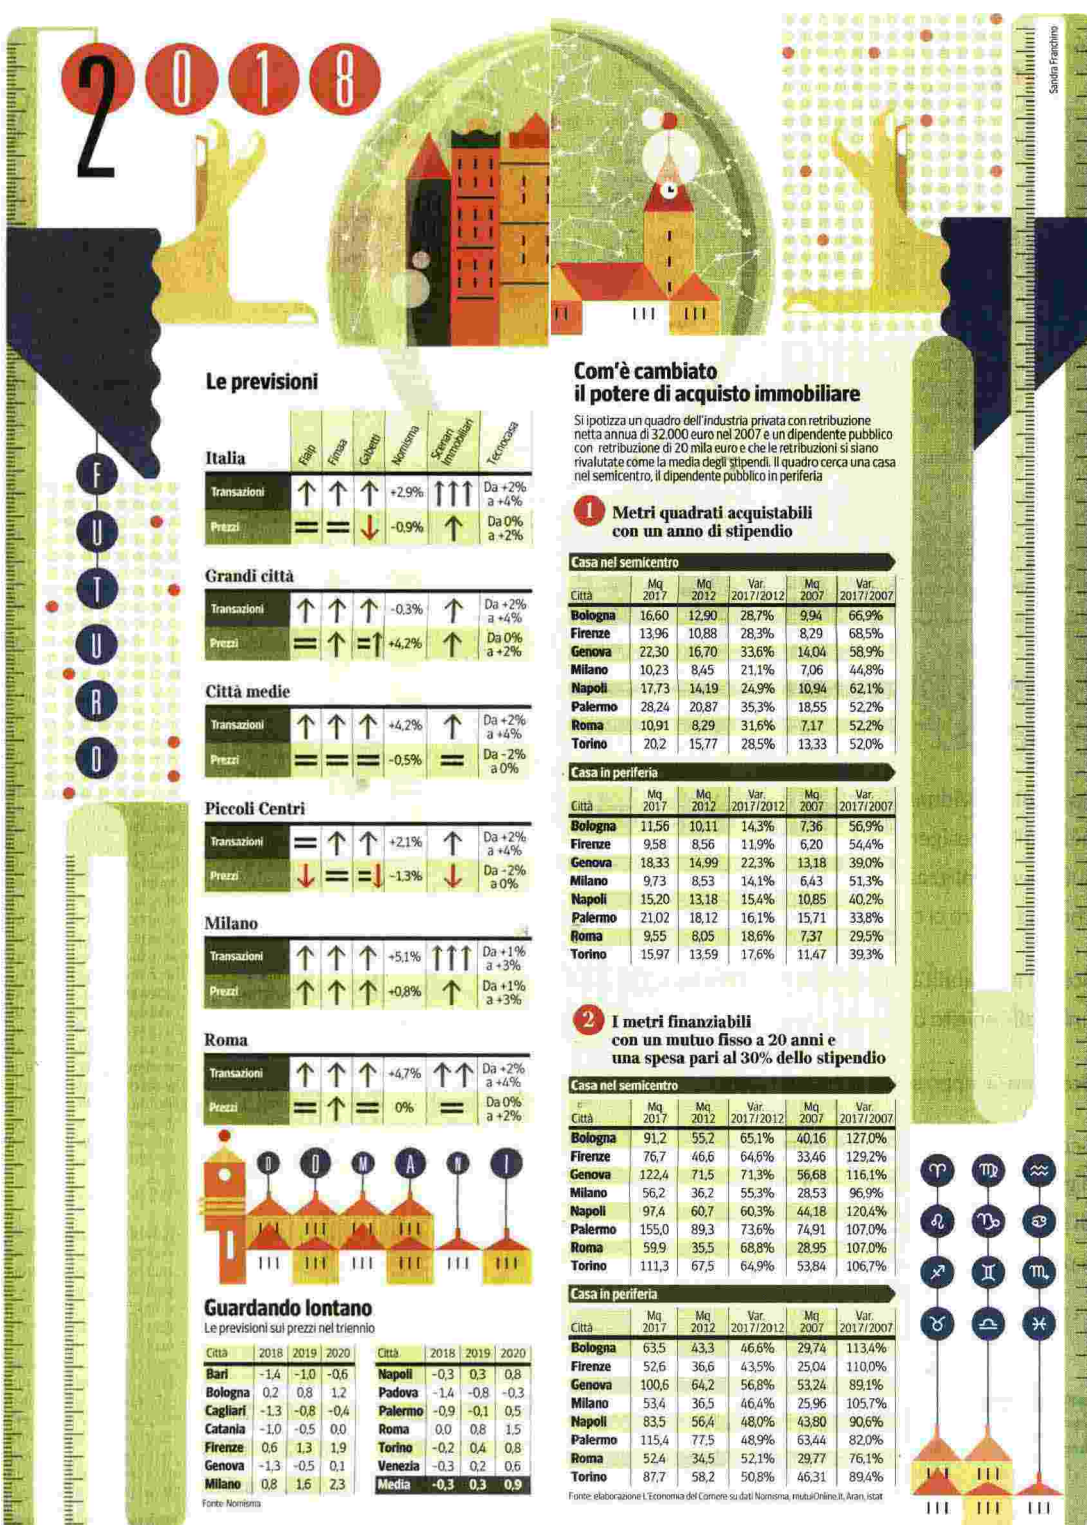 2018
Sandra Franchino
FUTURO
Le previsioni
Italia
Fiaip Fimaa Gabetti Nomisma Scenari Immobiliari Tecnocasa
Transazioni ↑ ↑ ↑ +2,9% ↑↑↑ Da +2% a +4%
Prezzi = = ↓ -0,9% ↑ Da 0% a +2%
Grandi città
Transazioni ↑ ↑ ↑ -0,3% ↑ Da +2% a +4%
Prezzi = ↑ =↑ +4,2% ↑ Da 0% a +2%
Città medie
Transazioni ↑ ↑ ↑ +4,2% ↑ Da +2% a +4%
Prezzi = = = -0,5% = Da -2% a 0%
Piccoli Centri
Transazioni = ↑ ↑ +2,1% ↑ Da +2% a +4%
Prezzi ↓ = =↓ -1,3% ↓ Da -2% a 0%
Milano
Transazioni ↑ ↑ ↑ +5,1% ↑↑↑ Da +1% a +3%
Prezzi ↑ ↑ ↑ +0,8% ↑ Da +1% a +3%
Roma
Transazioni ↑ ↑ ↑ +4,7% ↑↑ Da +2% a +4%
Prezzi = ↑ = 0% = Da 0% a +2%
DOMANI
Guardando lontano
Le previsioni sui prezzi nel triennio
Città 2018 2019 2020
Bari -1,4 -1,0 -0,6
Bologna 0,2 0,8 1,2
Cagliari -1,3 -0,8 -0,4
Catania -1,0 -0,5 0,0
Firenze 0,6 1,3 1,9
Genova -1,3 -0,5 0,1
Milano 0,8 1,6 2,3
Città 2018 2019 2020
Napoli -0,3 0,3 0,8
Padova -1,4 -0,8 -0,3
Palermo -0,9 -0,1 0,5
Roma 0,0 0,8 1,5
Torino -0,2 0,4 0,8
Venezia -0,3 0,2 0,6
Media -0,3 0,3 0,9
Fonte: Nomisma
Com'è cambiato
il potere di acquisto immobiliare
Si ipotizza un quadro dell'industria privata con retribuzione
netta annua di 32.000 euro nel 2007 e un dipendente pubblico
con retribuzione di 20 mila euro e che le retribuzioni si siano
rivalutate come la media degli stipendi. Il quadro cerca una casa
nel semicentro, il dipendente pubblico in periferia
1 Metri quadrati acquistabili
con un anno di stipendio
Casa nel semicentro
Città Mq 2017 Mq 2012 Var. 2017/2012 Mq 2007 Var. 2017/2007
Bologna 16,60 12,90 28,7% 9,94 66,9%
Firenze 13,96 10,88 28,3% 8,29 68,5%
Genova 22,30 16,70 33,6% 14,04 58,9%
Milano 10,23 8,45 21,1% 7,06 44,8%
Napoli 17,73 14,19 24,9% 10,94 62,1%
Palermo 28,24 20,87 35,3% 18,55 52,2%
Roma 10,91 8,29 31,6% 7,17 52,2%
Torino 20,2 15,77 28,5% 13,33 52,0%
Casa in periferia
Città Mq 2017 Mq 2012 Var. 2017/2012 Mq 2007 Var. 2017/2007
Bologna 11,56 10,11 14,3% 7,36 56,9%
Firenze 9,58 8,56 11,9% 6,20 54,4%
Genova 18,33 14,99 22,3% 13,18 39,0%
Milano 9,73 8,53 14,1% 6,43 51,3%
Napoli 15,20 13,18 15,4% 10,85 40,2%
Palermo 21,02 18,12 16,1% 15,71 33,8%
Roma 9,55 8,05 18,6% 7,37 29,5%
Torino 15,97 13,59 17,6% 11,47 39,3%
2 I metri finanziabili
con un mutuo fisso a 20 anni e
una spesa pari al 30% dello stipendio
Casa nel semicentro
Città Mq 2017 Mq 2012 Var. 2017/2012 Mq 2007 Var. 2017/2007
Bologna 91,2 55,2 65,1% 40,16 127,0%
Firenze 76,7 46,6 64,6% 33,46 129,2%
Genova 122,4 71,5 71,3% 56,68 116,1%
Milano 56,2 36,2 55,3% 28,53 96,9%
Napoli 97,4 60,7 60,3% 44,18 120,4%
Palermo 155,0 89,3 73,6% 74,91 107,0%
Roma 59,9 35,5 68,8% 28,95 107,0%
Torino 111,3 67,5 64,9% 53,84 106,7%
Casa in periferia
Città Mq 2017 Mq 2012 Var. 2017/2012 Mq 2007 Var. 2017/2007
Bologna 63,5 43,3 46,6% 29,74 113,4%
Firenze 52,6 36,6 43,5% 25,04 110,0%
Genova 100,6 64,2 56,8% 53,24 89,1%
Milano 53,4 36,5 46,4% 25,96 105,7%
Napoli 83,5 56,4 48,0% 43,80 90,6%
Palermo 115,4 77,5 48,9% 63,44 82,0%
Roma 52,4 34,5 52,1% 29,77 76,1%
Torino 87,7 58,2 50,8% 46,31 89,4%
Fonte: elaborazione L'Economia del Corriere su dati Nomisma, mutuiOnline.it, Aran, istat